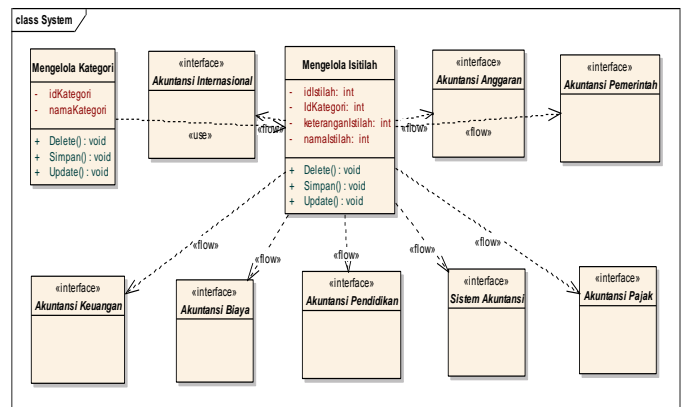 class System
Mengelola Kategori
- idKategori
- namaKategori
+ Delete() : void
+ Simpan() : void
+ Update() : void
«interface»
Akuntansi Internasional
«use»
Mengelola Isitilah
- idIstilah: int
- IdKategori: int
- keteranganIstilah: int
- namaIstilah: int
+ Delete() : void
+ Simpan() : void
+ Update() : void
«interface»
Akuntansi Anggaran
«interface»
Akuntansi Pemerintah
«flow»
«flow»
«flow»
«flow»
«flow»
«flow»
«flow»
«flow»
«interface»
Akuntansi Keuangan
«interface»
Akuntansi Biaya
«interface»
Akuntansi Pendidikan
«interface»
Sistem Akuntansi
«interface»
Akuntansi Pajak